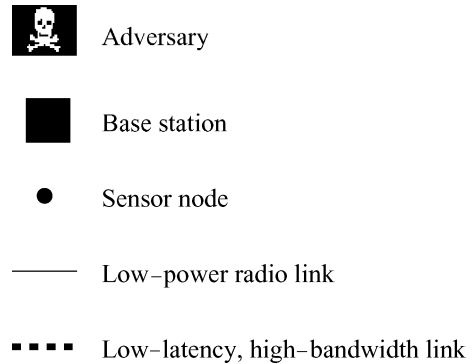 Adversary
Base station
Sensor node
Low−power radio link
Low−latency, high−bandwidth link